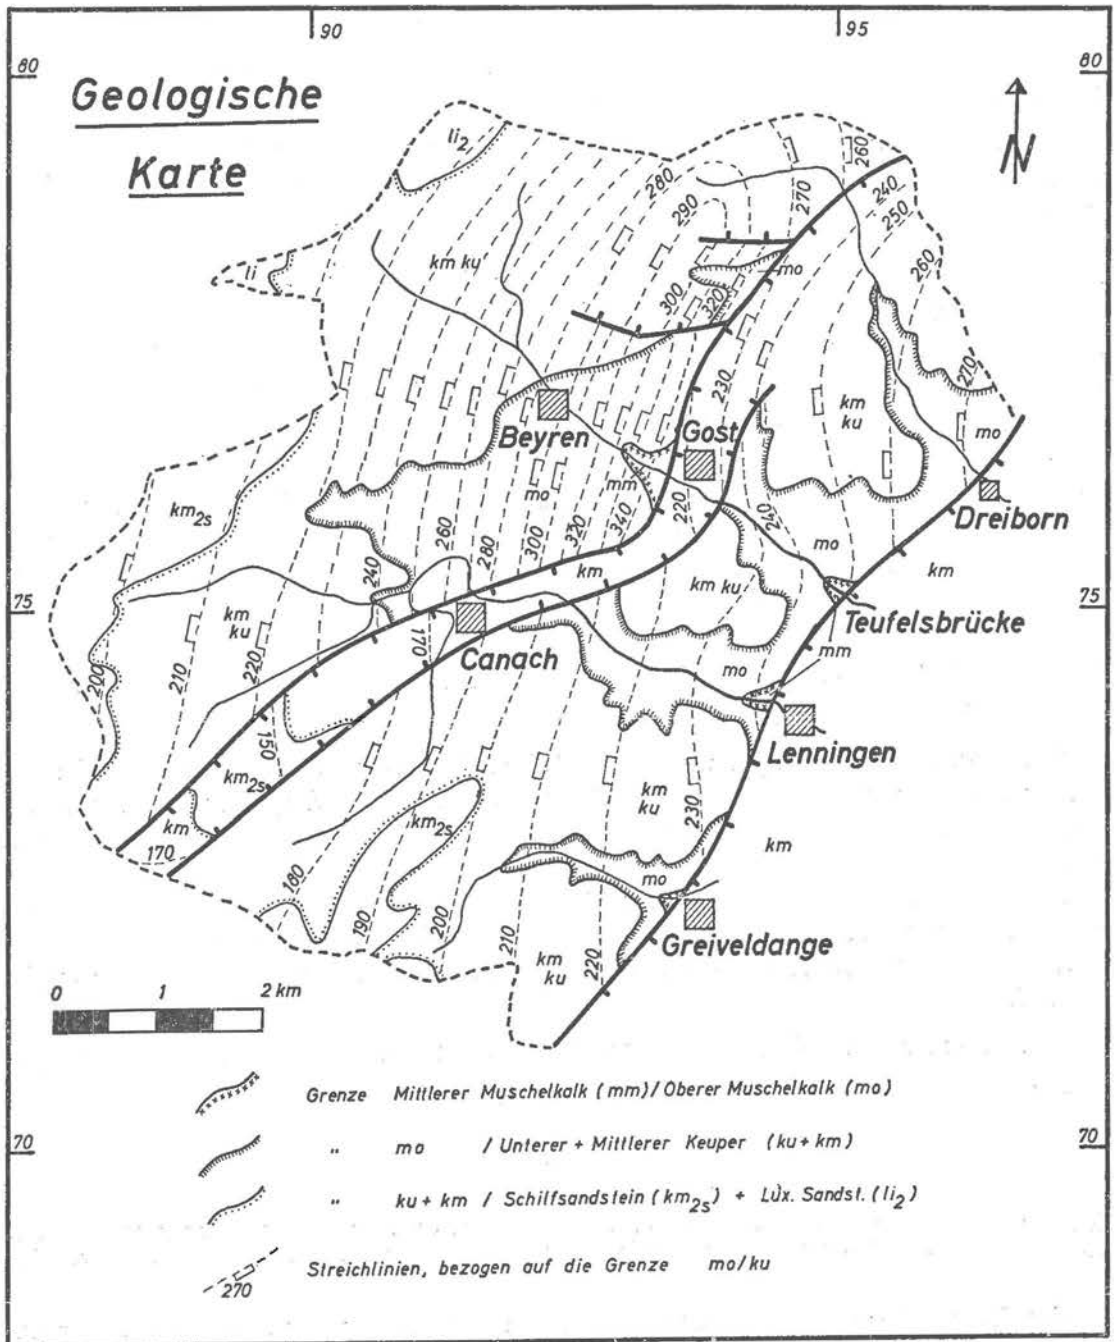 90
95
80
80
Geologische
Karte
N
li2
260
280
240
270
290
250
km ku
li
mo
260
300
320
270
230
km
ku
mo
Beyren
Gost
km2s
mo
mm
220
240
Dreiborn
260
280
300
320
340
240
mo
km
km
km ku
75
75
km
ku
Teufelsbrücke
170
Canach
mo
mm
200
210
220
150
Lenningen
km2s
km
ku
230
km2s
km
170
km
180
mo
190
200
210
Greiveldange
km
ku
220
0
1
2 km
Grenze Mittlerer Muschelkalk (mm)/Oberer Muschelkalk (mo)
" mo / Unterer + Mittlerer Keuper (ku+km)
70
70
" ku + km / Schilfsandstein (km2s) + Lux. Sandst. (li2)
Streichlinien, bezogen auf die Grenze mo/ku
270